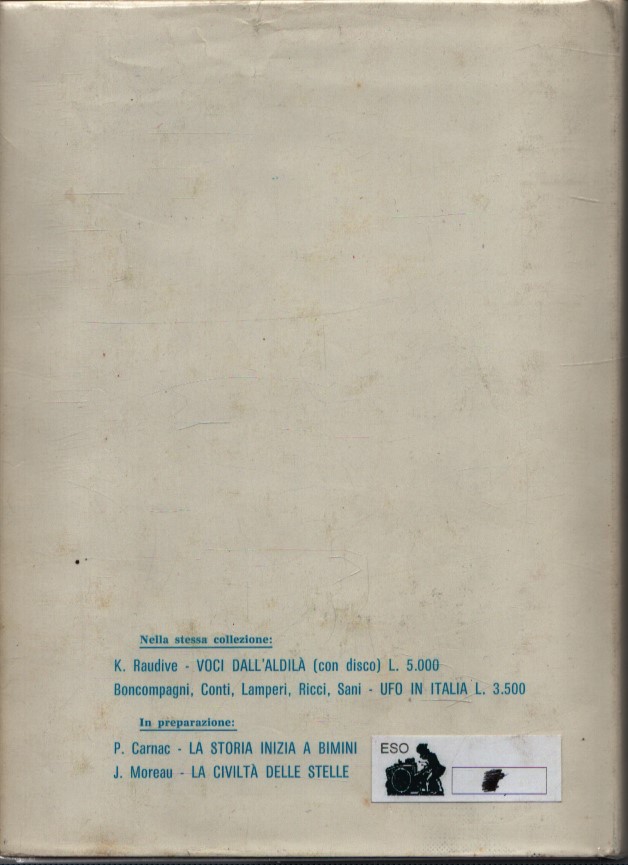 Nella stessa collezione:
K. Raudive - VOCI DALL'ALDILÀ (con disco) L. 5.000
Boncompagni, Conti, Lamperi, Ricci, Sani - UFO IN ITALIA L. 3.500
In preparazione:
P. Carnac - LA STORIA INIZIA A BIMINI
J. Moreau - LA CIVILTÀ DELLE STELLE
ESO